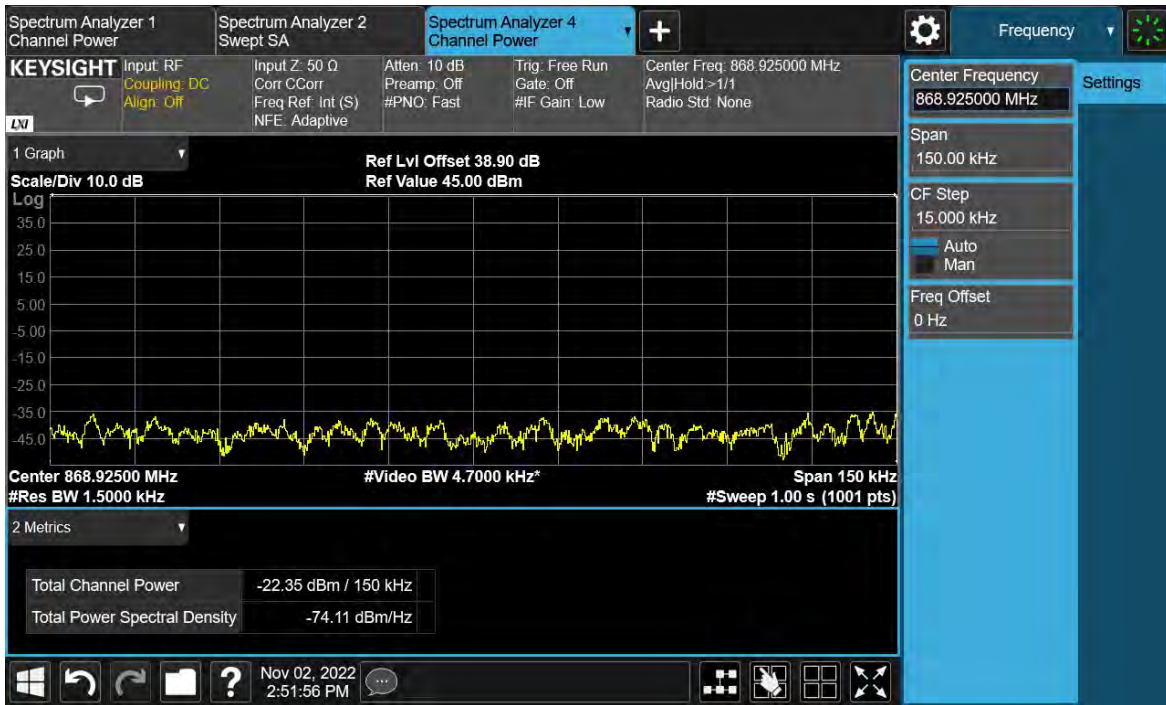 Spectrum Analyzer 1
Channel Power
Spectrum Analyzer 2
Swept SA
Spectrum Analyzer 4
Channel Power
Frequency
KEYSIGHT
LXI
Input: RF
Coupling: DC
Align: Off
Input Z: 50 Ω
Corr CCorr
Freq Ref: Int (S)
NFE: Adaptive
Atten: 10 dB
Preamp: Off
#PNO: Fast
Trig: Free Run
Gate: Off
#IF Gain: Low
Center Freq: 868.925000 MHz
Avg|Hold:>1/1
Radio Std: None
1 Graph
Scale/Div 10.0 dB
Ref Lvl Offset 38.90 dB
Ref Value 45.00 dBm
Log
35.0
25.0
15.0
5.00
-5.00
-15.0
-25.0
-35.0
-45.0
Center 868.92500 MHz
#Res BW 1.5000 kHz
#Video BW 4.7000 kHz*
Span 150 kHz
#Sweep 1.00 s (1001 pts)
2 Metrics
Total Channel Power -22.35 dBm / 150 kHz
Total Power Spectral Density -74.11 dBm/Hz
?
Nov 02, 2022
2:51:56 PM
Center Frequency
868.925000 MHz
Span
150.00 kHz
CF Step
15.000 kHz
Auto
Man
Freq Offset
0 Hz
Settings